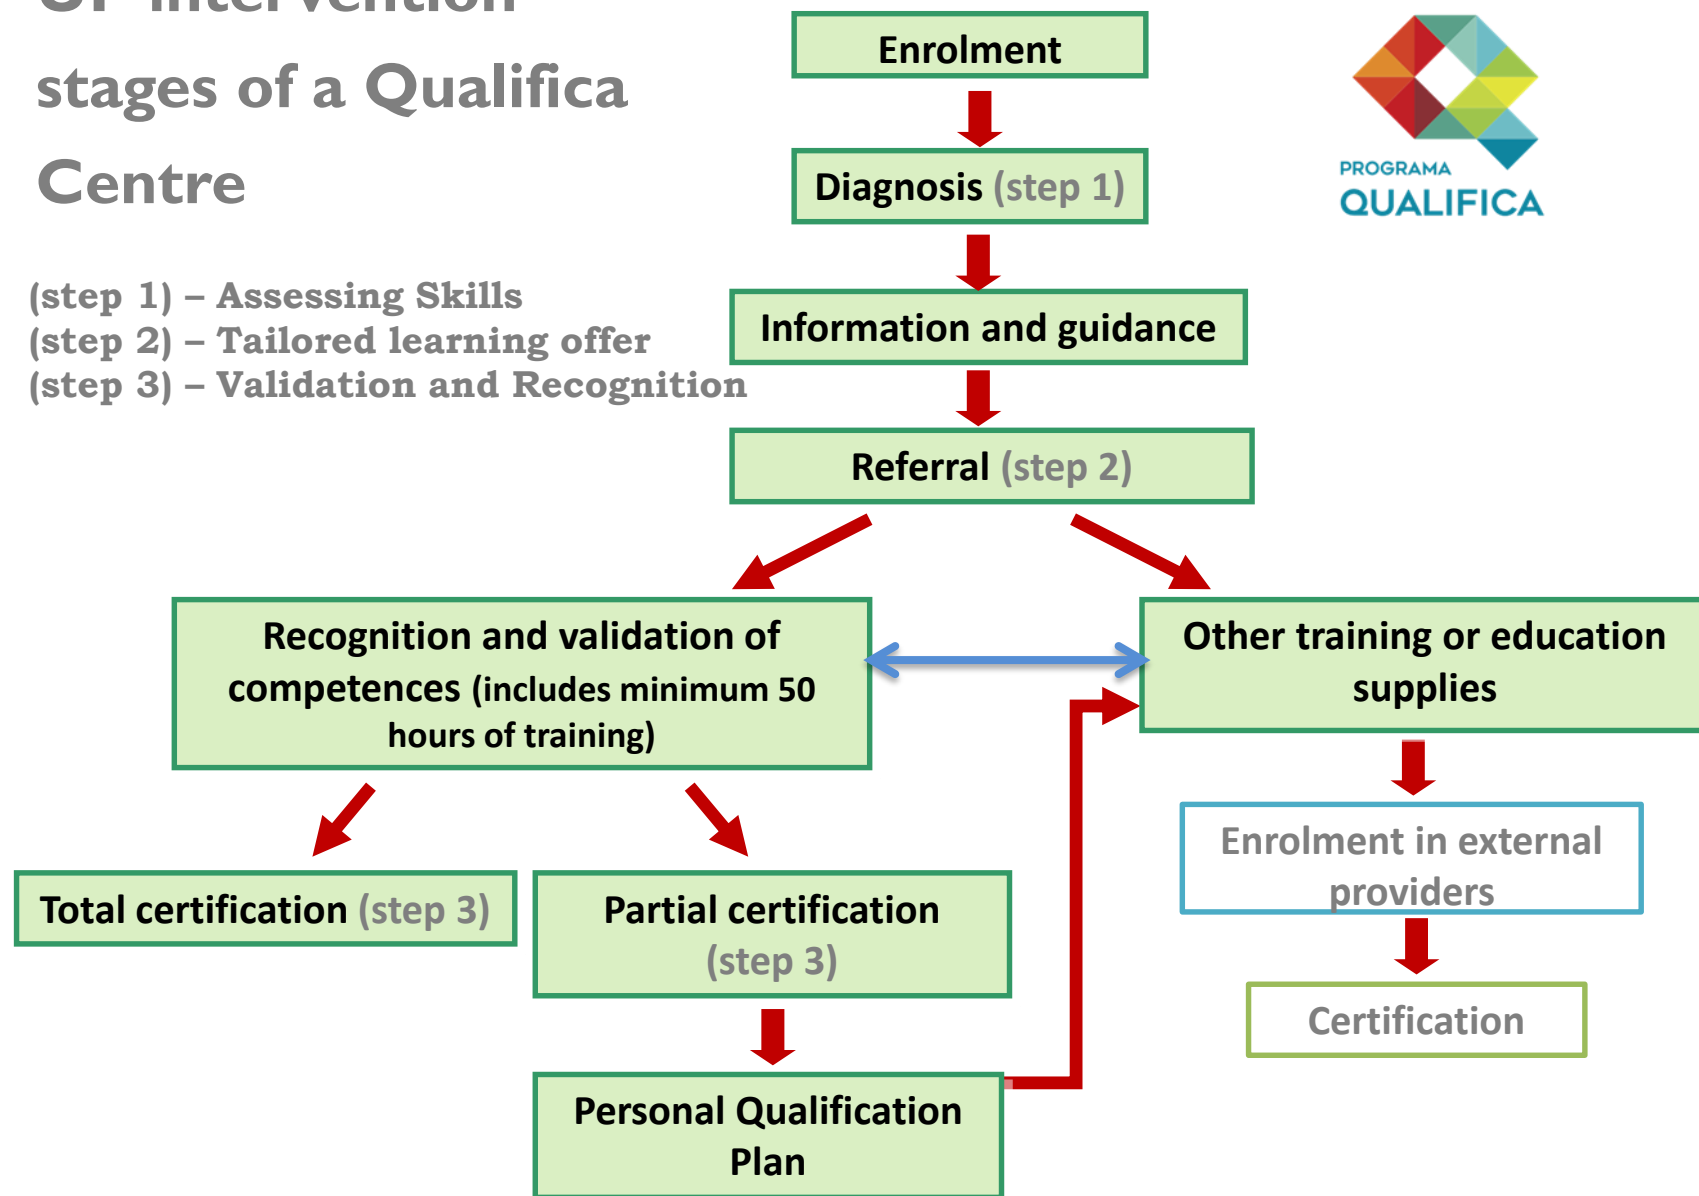 UP intervention
stages of a Qualifica
Centre
(step 1) – Assessing Skills
(step 2) – Tailored learning offer
(step 3) – Validation and Recognition
PROGRAMA
QUALIFICA
Enrolment
Diagnosis (step 1)
Information and guidance
Referral (step 2)
Recognition and validation of
competences (includes minimum 50
hours of training)
Other training or education
supplies
Total certification (step 3)
Partial certification
(step 3)
Enrolment in external
providers
Certification
Personal Qualification
Plan